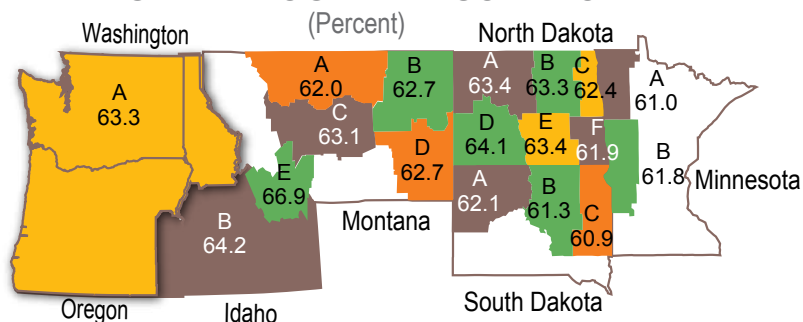 (Percent)
Washington
North Dakota
A
63.3
A
62.0
B
62.7
A
63.4
B
63.3
C
62.4
A
61.0
C
63.1
D
64.1
E
63.4
F
61.9
D
62.7
B
61.8
E
66.9
A
62.1
B
61.3
C
60.9
Minnesota
B
64.2
Montana
Oregon
Idaho
South Dakota